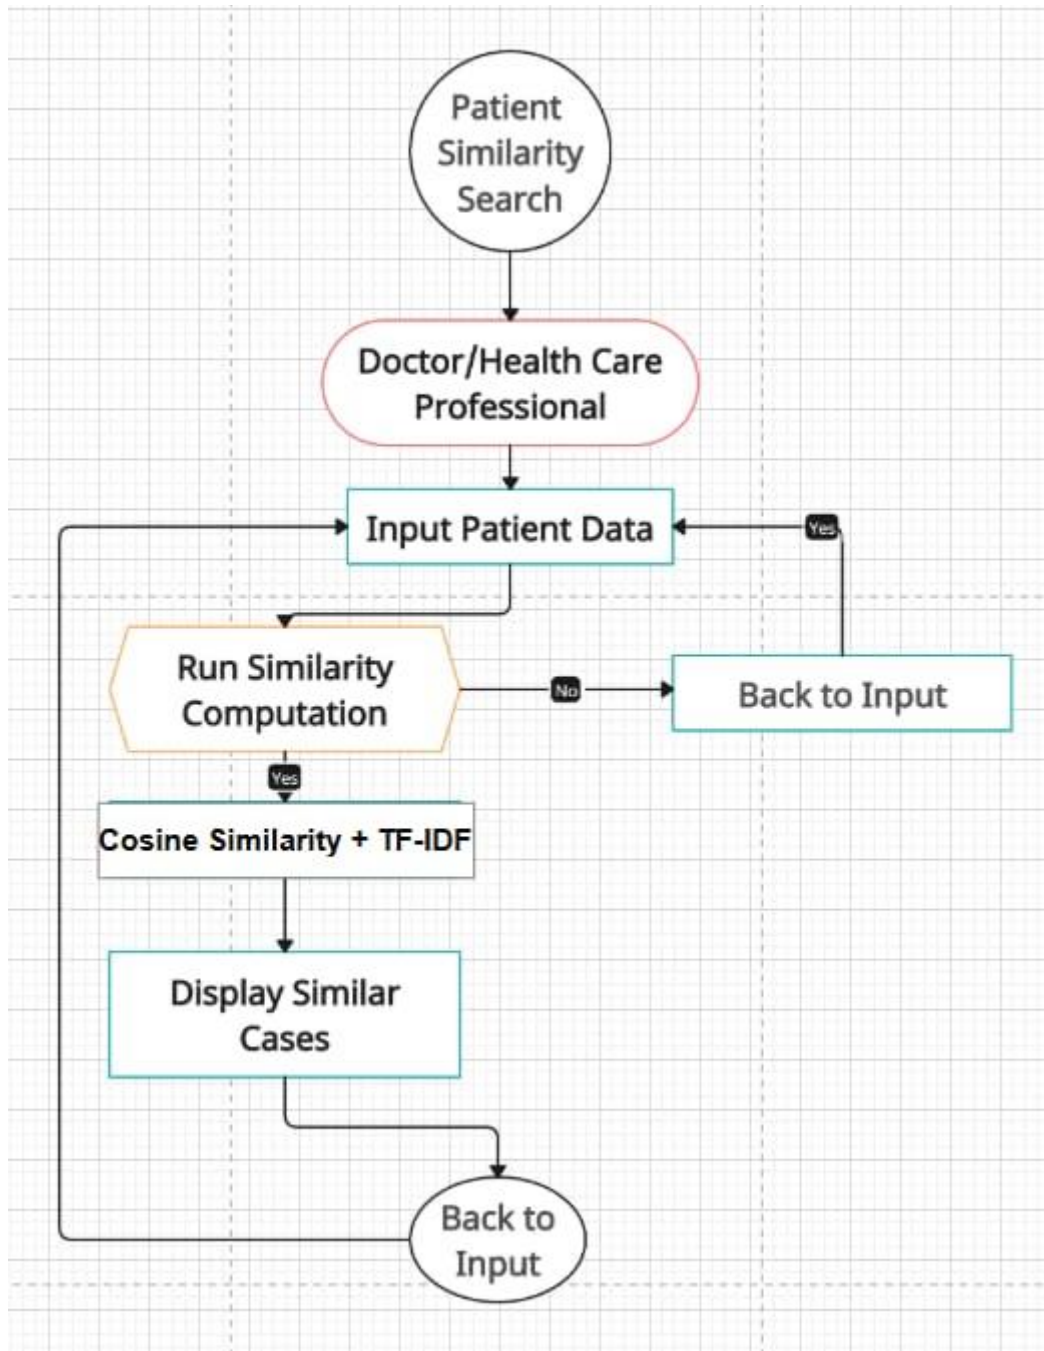 Patient
Similarity
Search
Doctor/Health Care
Professional
Input Patient Data
Yes
Run Similarity
Computation
No
Back to Input
Yes
Cosine Similarity + TF-IDF
Display Similar
Cases
Back to
Input